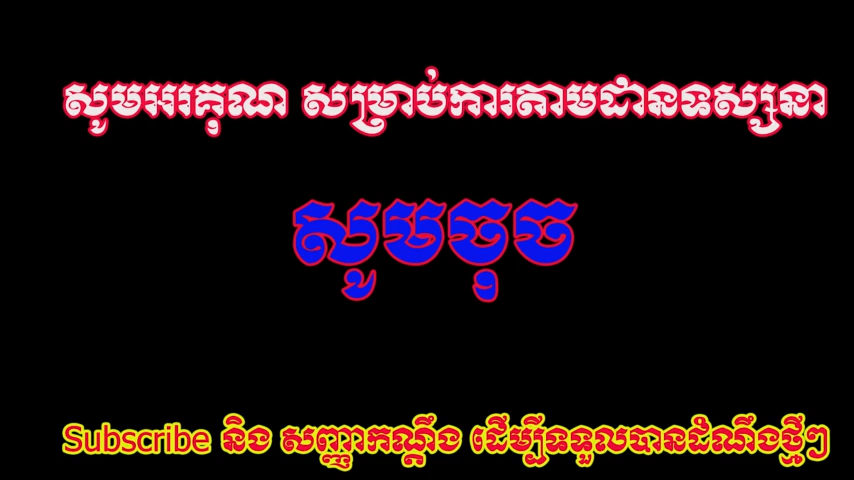 សូមអរគុណ សម្រាប់ការតាមដានទស្សនា
សូមចុច
Subscribe និង សញ្ញាកណ្ដឹង ដើម្បីទទួលបានដំណឹងថ្មីៗ